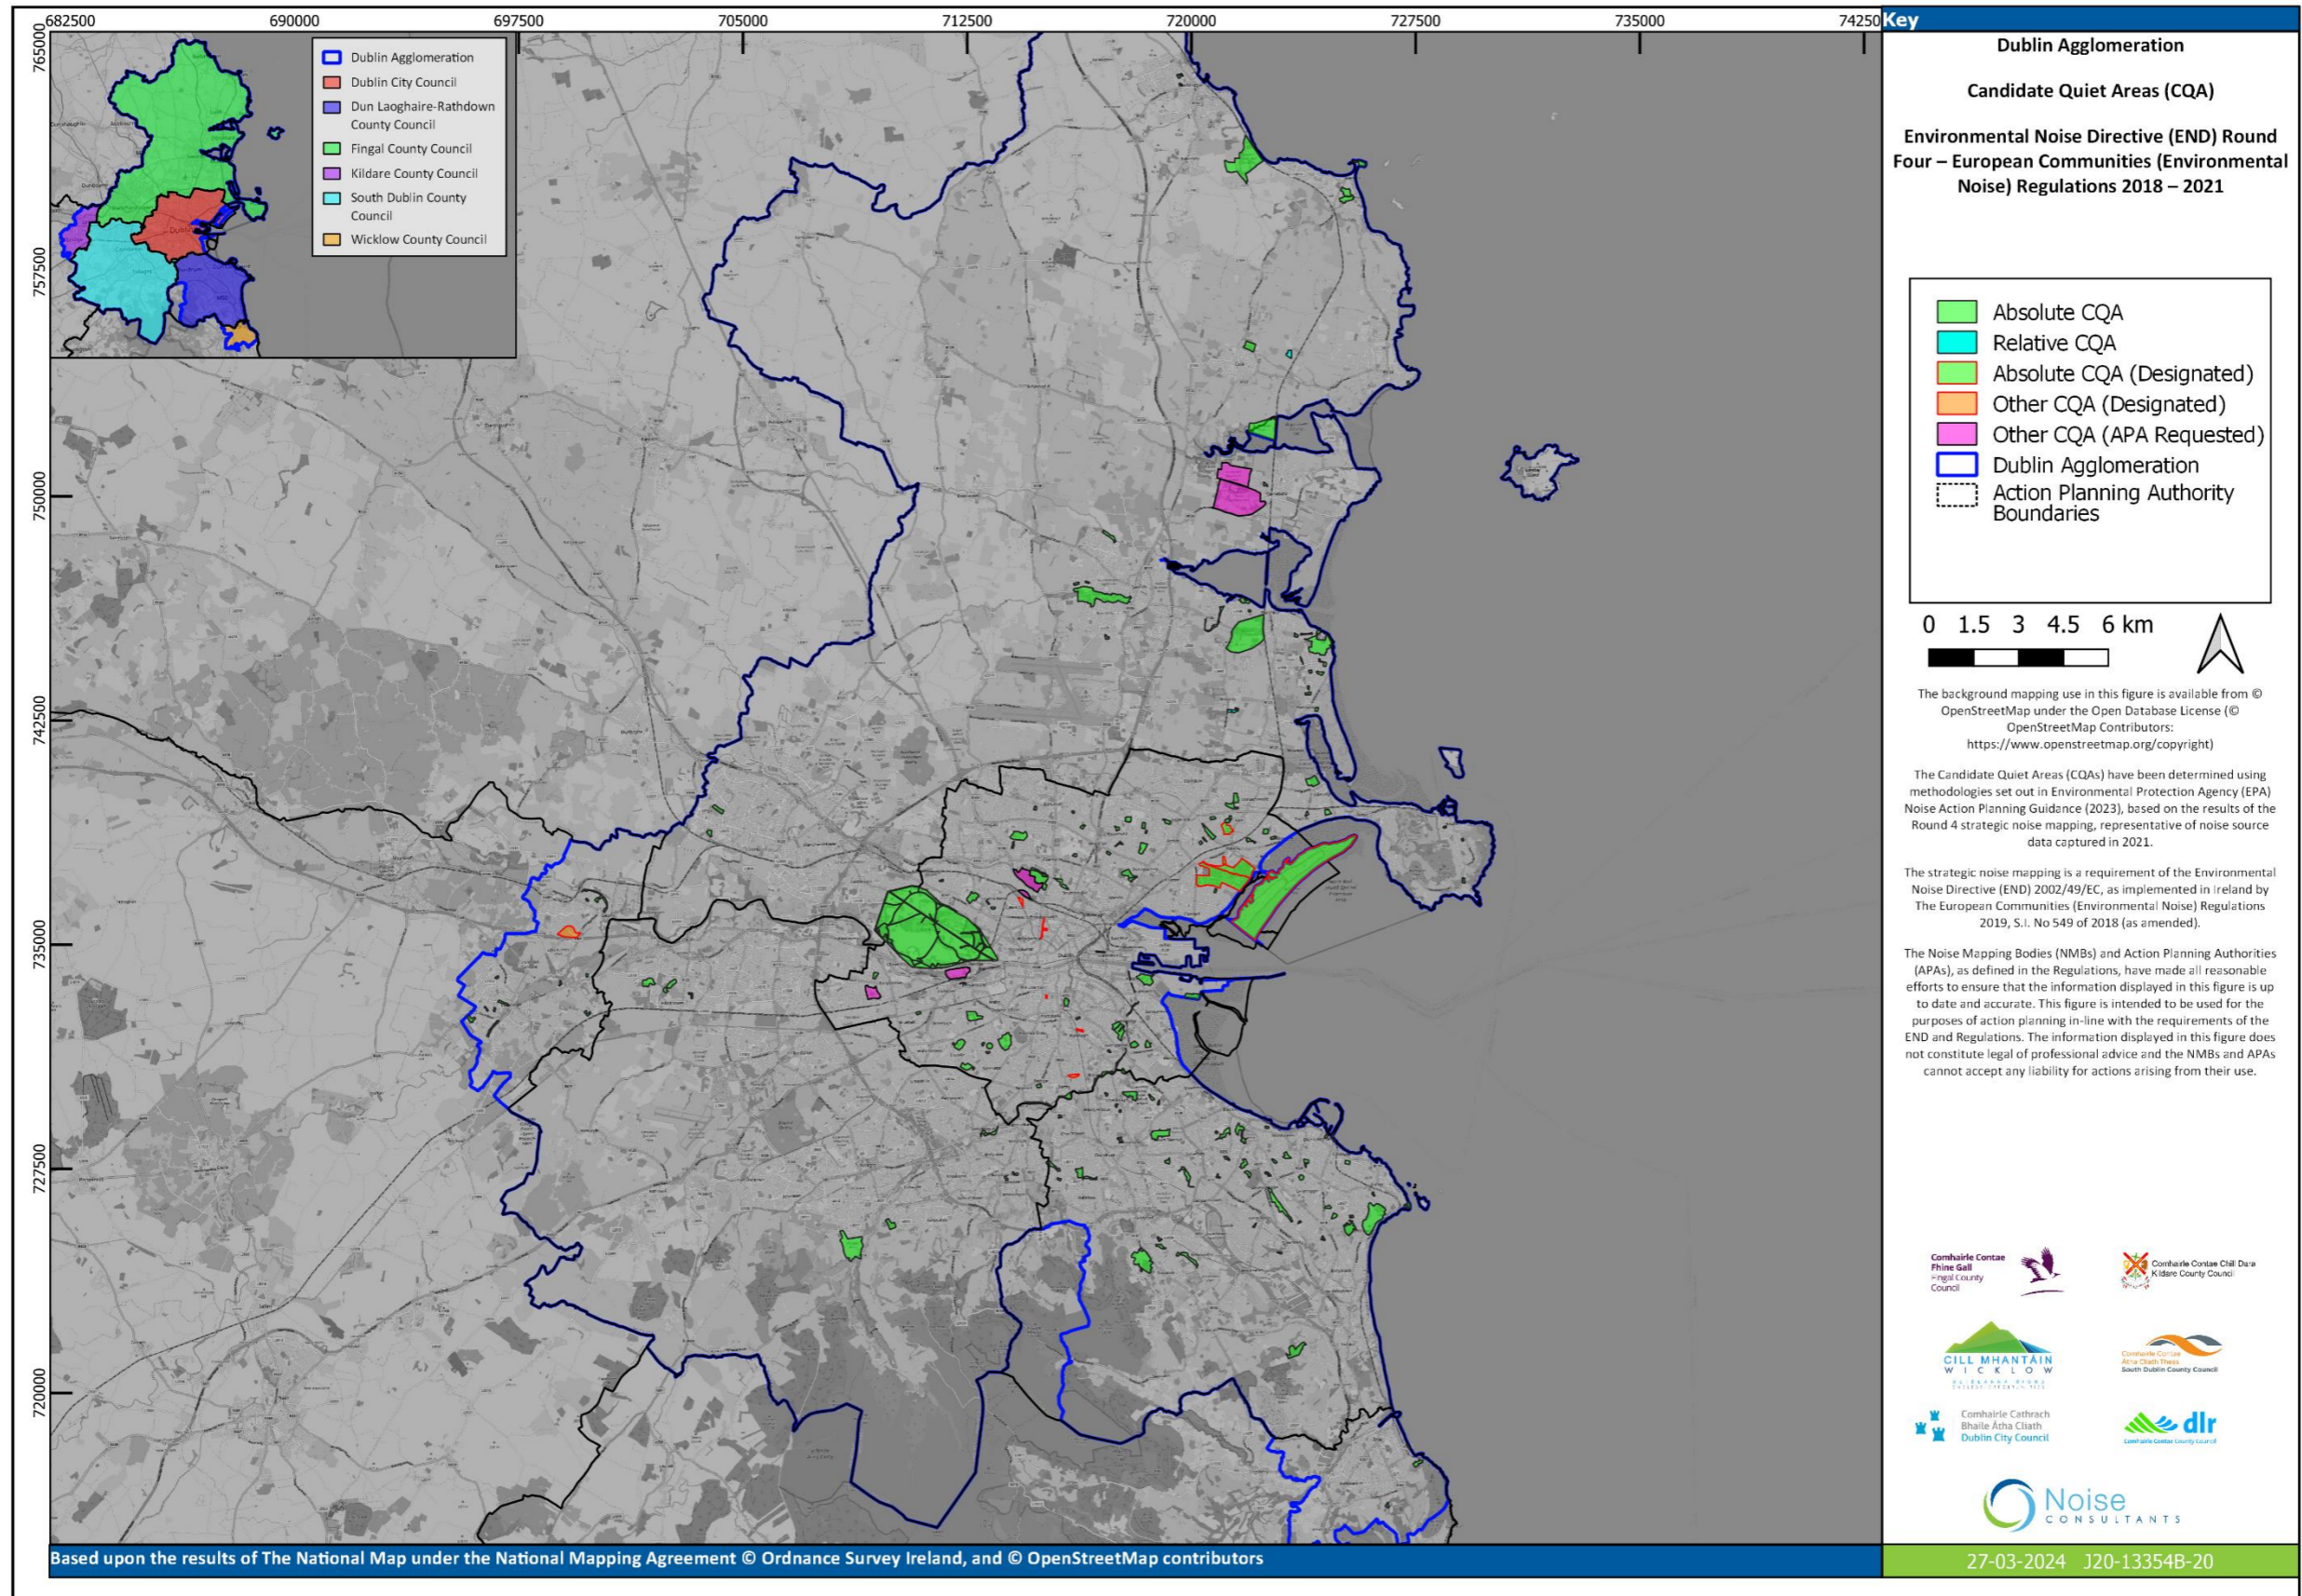 682500 690000 697500 705000 712500 720000 727500 735000 74250
765000
757500
750000
742500
735000
727500
720000
Dublin Agglomeration
Dublin City Council
Dun Laoghaire-Rathdown
County Council
Fingal County Council
Kildare County Council
South Dublin County
Council
Wicklow County Council
Key
Dublin Agglomeration
Candidate Quiet Areas (CQA)
Environmental Noise Directive (END) Round
Four – European Communities (Environmental
Noise) Regulations 2018 – 2021
Absolute CQA
Relative CQA
Absolute CQA (Designated)
Other CQA (Designated)
Other CQA (APA Requested)
Dublin Agglomeration
Action Planning Authority
Boundaries
0 1.5 3 4.5 6 km
The background mapping use in this figure is available from ©
OpenStreetMap under the Open Database License (©
OpenStreetMap Contributors:
https://www.openstreetmap.org/copyright)
The Candidate Quiet Areas (CQAs) have been determined using
methodologies set out in Environmental Protection Agency (EPA)
Noise Action Planning Guidance (2023), based on the results of the
Round 4 strategic noise mapping, representative of noise source
data captured in 2021.
The strategic noise mapping is a requirement of the Environmental
Noise Directive (END) 2002/49/EC, as implemented in Ireland by
The European Communities (Environmental Noise) Regulations
2019, S.I. No 549 of 2018 (as amended).
The Noise Mapping Bodies (NMBs) and Action Planning Authorities
(APAs), as defined in the Regulations, have made all reasonable
efforts to ensure that the information displayed in this figure is up
to date and accurate. This figure is intended to be used for the
purposes of action planning in-line with the requirements of the
END and Regulations. The information displayed in this figure does
not constitute legal of professional advice and the NMBs and APAs
cannot accept any liability for actions arising from their use.
Comhairle Contae
Fhine Gall
Fingal County
Council
Comhairle Contae Chill Dara
Kildare County Council
CILL MHANTÁIN
WICKLOW
Comhairle Contae
Átha Cliath Theas
South Dublin County Council
Comhairle Cathrach
Bhaile Átha Cliath
Dublin City Council
dlr
Noise
CONSULTANTS
Based upon the results of The National Map under the National Mapping Agreement © Ordnance Survey Ireland, and © OpenStreetMap contributors
27-03-2024 J20-13354B-20